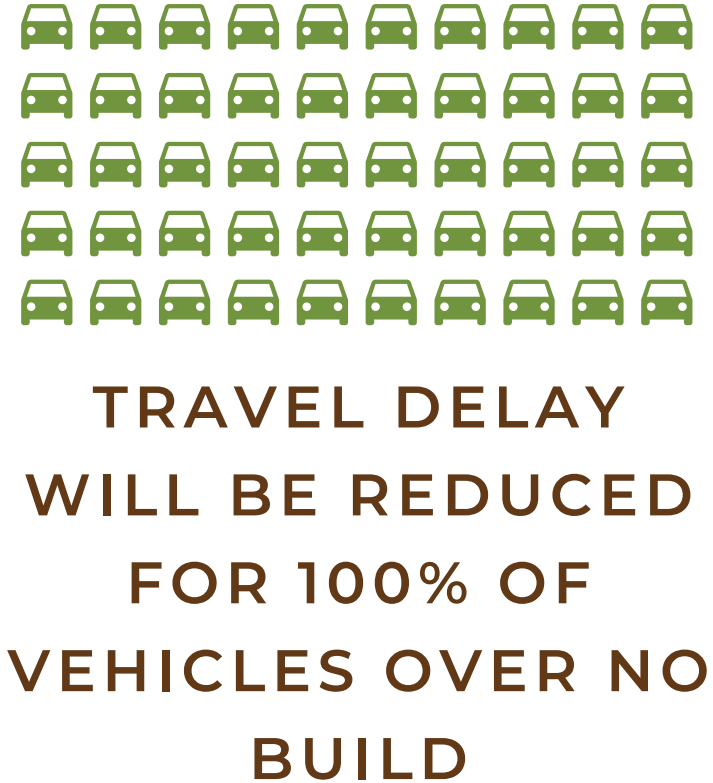 TRAVEL DELAY
WILL BE REDUCED
FOR 100% OF
VEHICLES OVER NO
BUILD